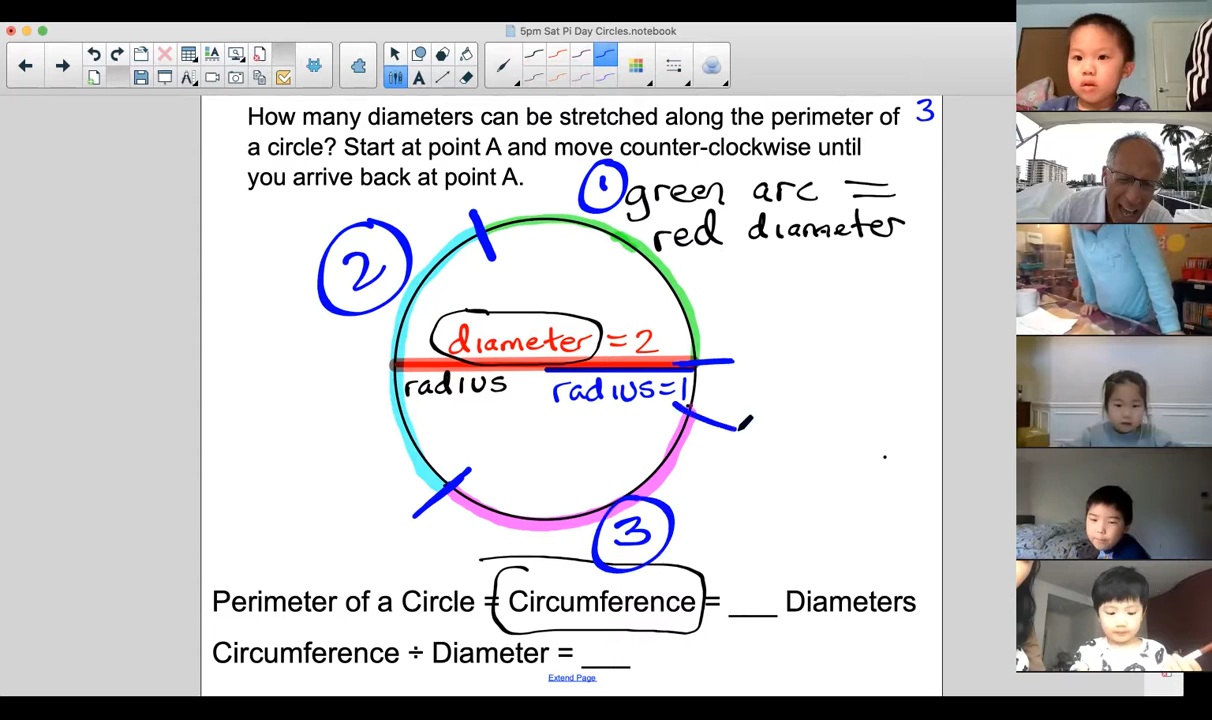 5pm Sat Pi Day Circles.notebook
How many diameters can be stretched along the perimeter of 3
a circle? Start at point A and move counter-clockwise until
you arrive back at point A.
1 green arc =
red diameter
2
diameter = 2
radius
radius=1
3
Perimeter of a Circle = Circumference = ___ Diameters
Circumference ÷ Diameter = ___
Extend Page